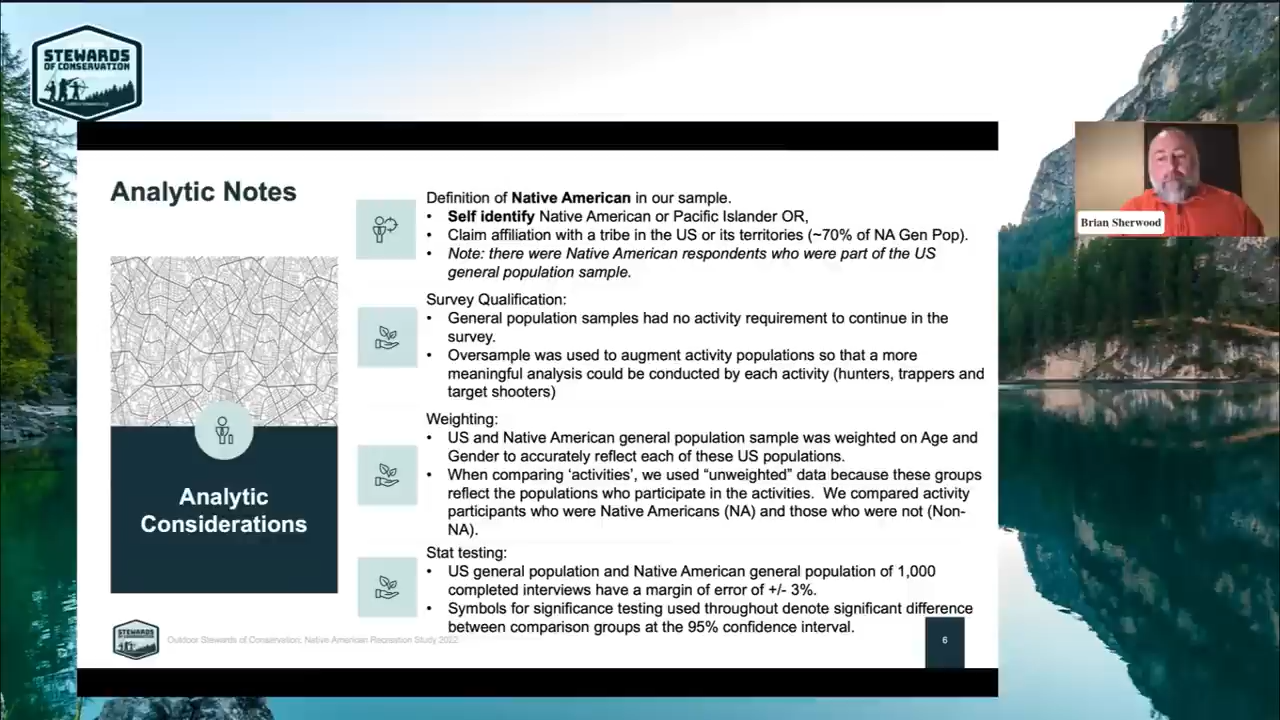 STEWARDS
OF CONSERVATION
Analytic Notes
Definition of Native American in our sample.
• Self identify Native American or Pacific Islander OR,
• Claim affiliation with a tribe in the US or its territories (~70% of NA Gen Pop).
• Note: there were Native American respondents who were part of the US
general population sample.
Survey Qualification:
• General population samples had no activity requirement to continue in the
survey.
• Oversample was used to augment activity populations so that a more
meaningful analysis could be conducted by each activity (hunters, trappers and
target shooters)
Weighting:
• US and Native American general population sample was weighted on Age and
Gender to accurately reflect each of these US populations.
• When comparing ‘activities’, we used “unweighted” data because these groups
reflect the populations who participate in the activities.  We compared activity
participants who were Native Americans (NA) and those who were not (Non-
NA).
Stat testing:
• US general population and Native American general population of 1,000
completed interviews have a margin of error of +/- 3%.
• Symbols for significance testing used throughout denote significant difference
between comparison groups at the 95% confidence interval.
Analytic
Considerations
STEWARDS
OF CONSERVATION
Outdoor Stewards of Conservation; Native American Recreation Study 2022
6
Brian Sherwood